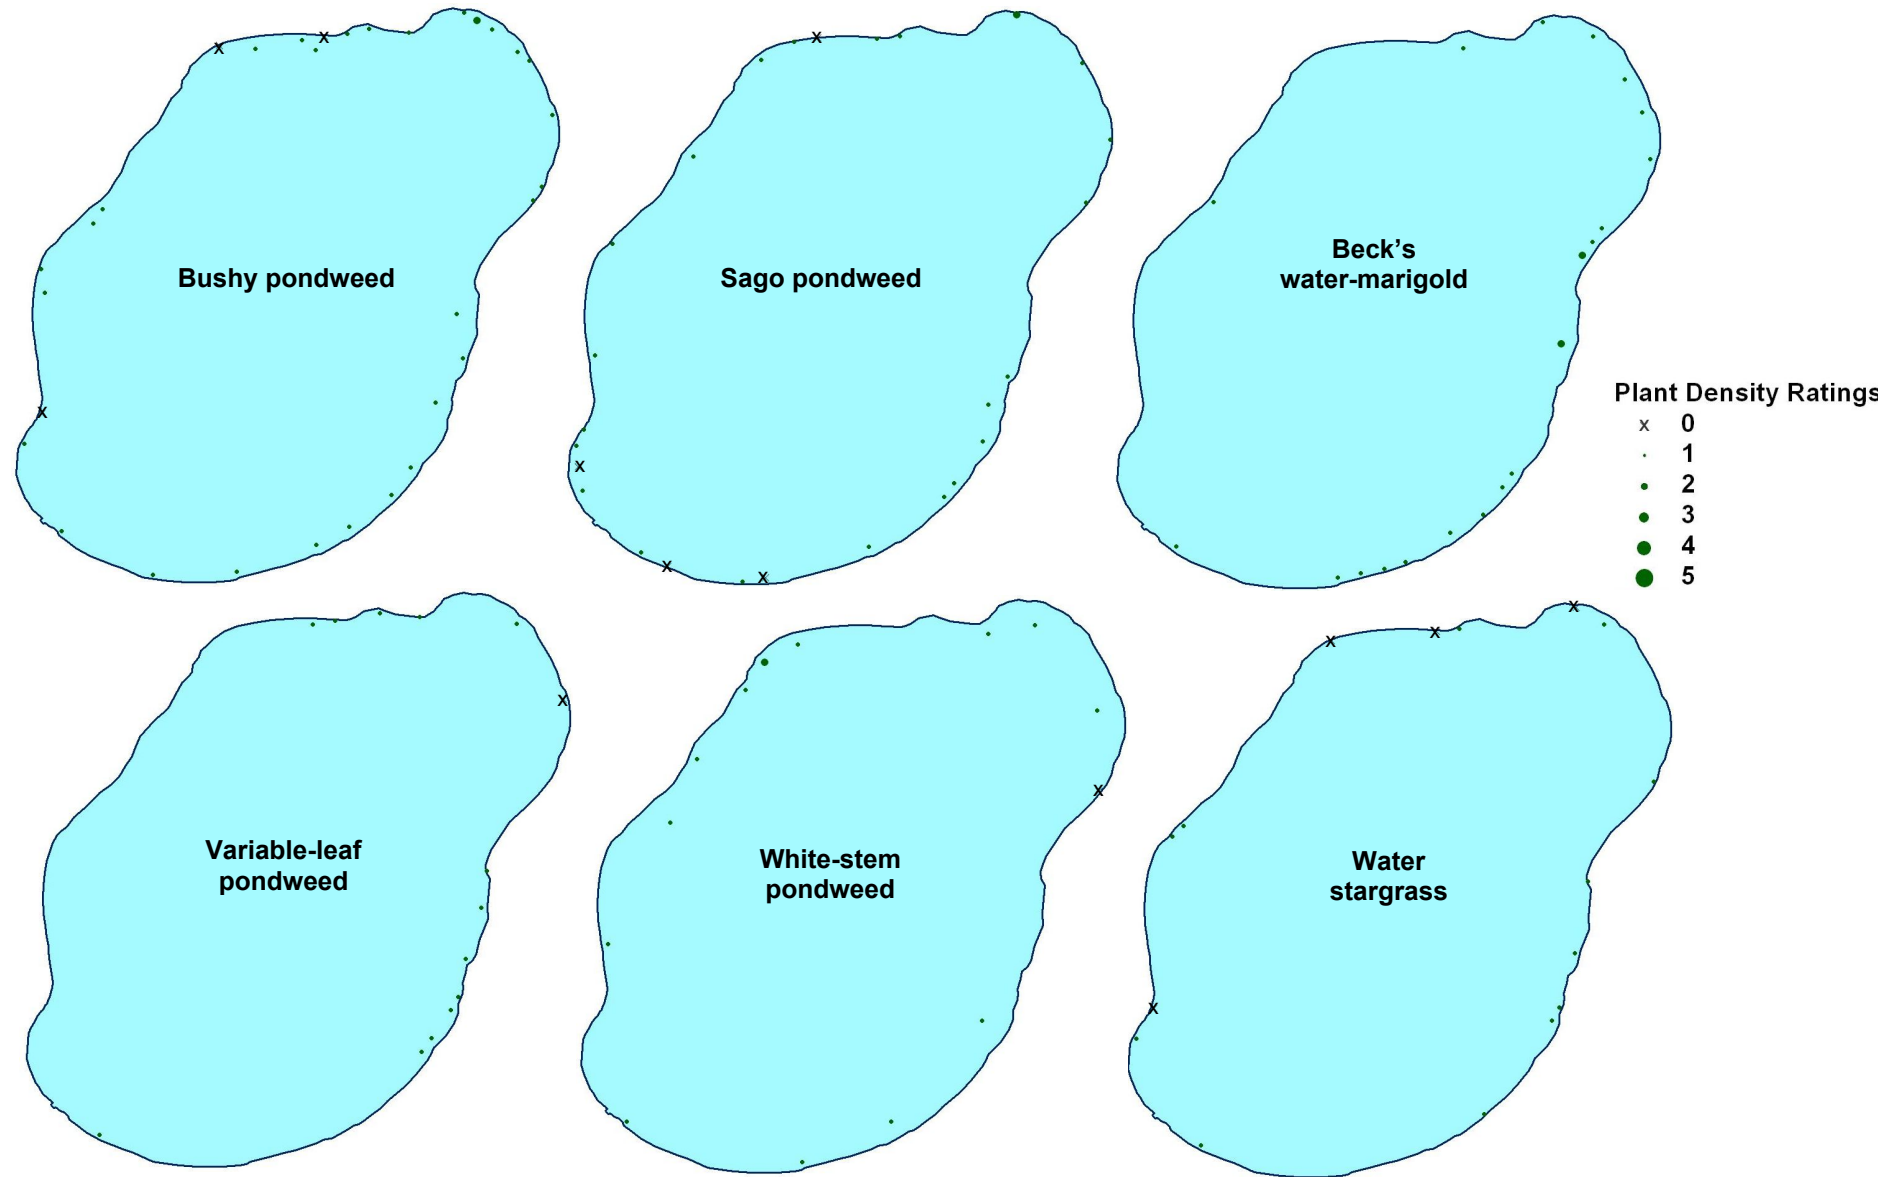 Bushy pondweed
Sago pondweed
Beck's
water-marigold
Plant Density Ratings
x 0
1
2
3
4
5
Variable-leaf
pondweed
White-stem
pondweed
Water
stargrass